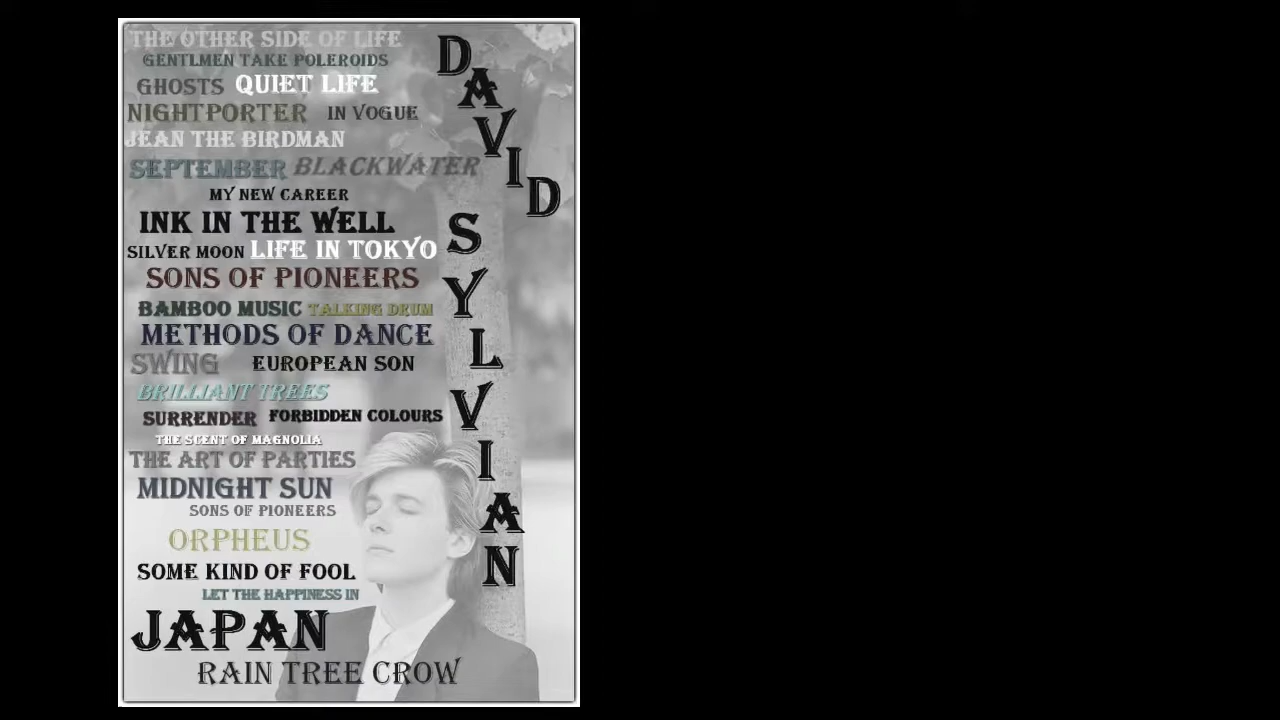 THE OTHER SIDE OF LIFE
GENTLMEN TAKE POLEROIDS
GHOSTS QUIET LIFE
NIGHTPORTER IN VOGUE
JEAN THE BIRDMAN
SEPTEMBER BLACKWATER
MY NEW CAREER
INK IN THE WELL
SILVER MOON LIFE IN TOKYO
SONS OF PIONEERS
BAMBOO MUSIC TALKING DRUM
METHODS OF DANCE
SWING EUROPEAN SON
BRILLIANT TREES
SURRENDER FORBIDDEN COLOURS
THE SCENT OF MAGNOLIA
THE ART OF PARTIES
MIDNIGHT SUN
SONS OF PIONEERS
ORPHEUS
SOME KIND OF FOOL
LET THE HAPPINESS IN
JAPAN
RAIN TREE CROW
DAVID
SYLVIAN